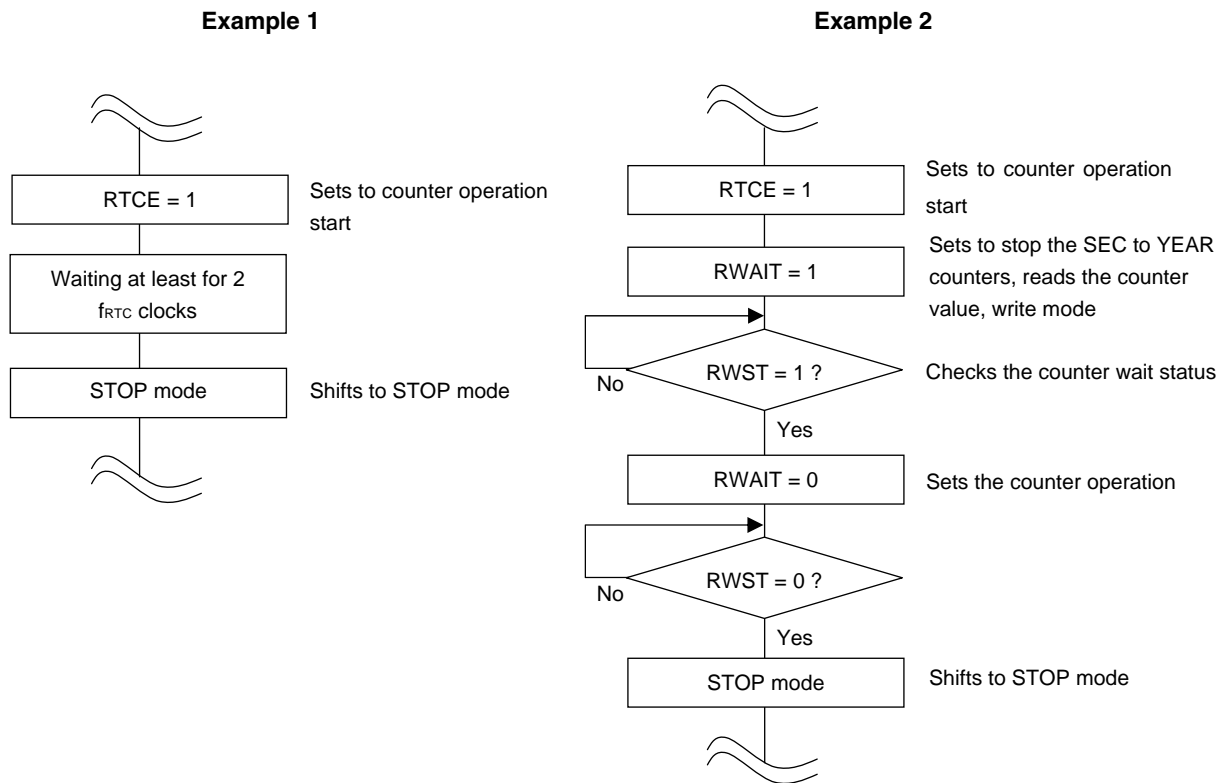 Example 1
RTCE = 1
Sets to counter operation
start
Waiting at least for 2
fRTC clocks
STOP mode
Shifts to STOP mode
Example 2
RTCE = 1
Sets to counter operation
start
RWAIT = 1
Sets to stop the SEC to YEAR
counters, reads the counter
value, write mode
RWST = 1 ?
No
Checks the counter wait status
Yes
RWAIT = 0
Sets the counter operation
RWST = 0 ?
No
Yes
STOP mode
Shifts to STOP mode